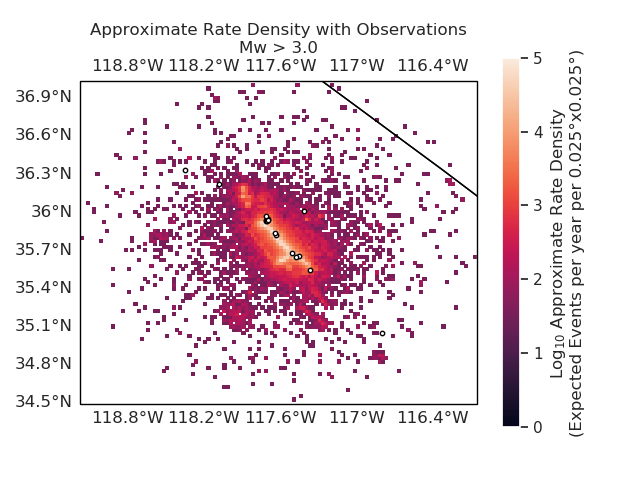 Approximate Rate Density with Observations
Mw > 3.0
118.8°W 118.2°W 117.6°W 117°W 116.4°W
36.9°N
36.6°N
36.3°N
36°N
35.7°N
35.4°N
35.1°N
34.8°N
34.5°N
118.8°W 118.2°W 117.6°W 117°W 116.4°W
5
4
3
2
1
0
Log₁₀ Approximate Rate Density
(Expected Events per year per 0.025°x0.025°)